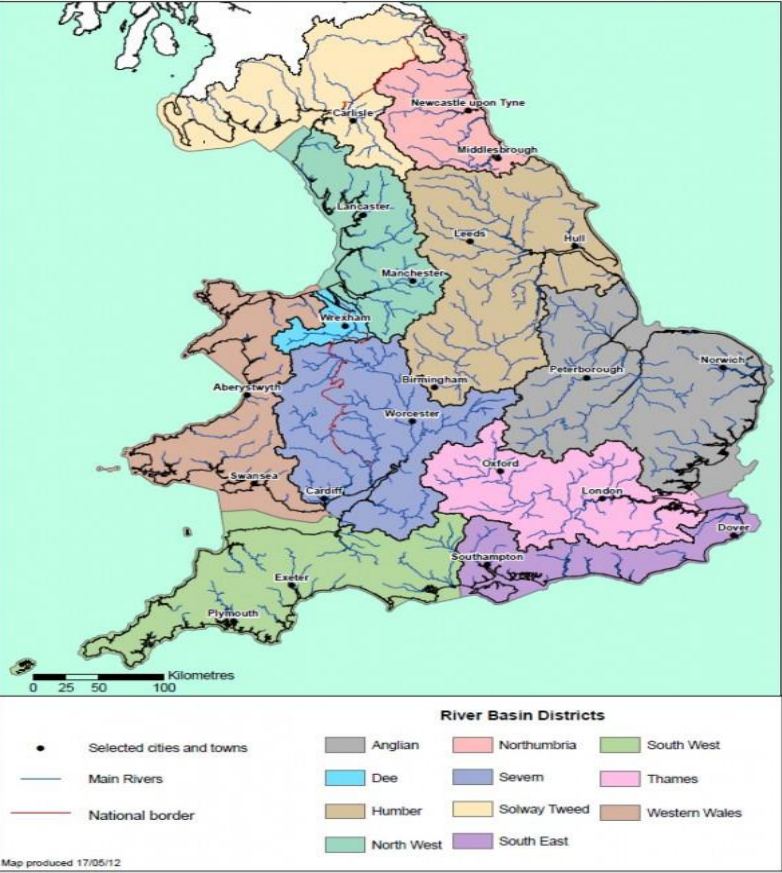 Newcastle upon Tyne
Carlisle
Middlesbrough
Lancaster
Leeds
Hull
Manchester
Wrexham
Norwich
Peterborough
Birmingham
Aberystwyth
Worcester
Oxford
Swansea
Cardiff
London
Dover
Southampton
Exeter
Plymouth
Kilometres
0 25 50 100
River Basin Districts
Selected cities and towns
Main Rivers
National border
Anglian
Dee
Humber
North West
Northumbria
Severn
Solway Tweed
South East
South West
Thames
Western Wales
Map produced 17/05/12